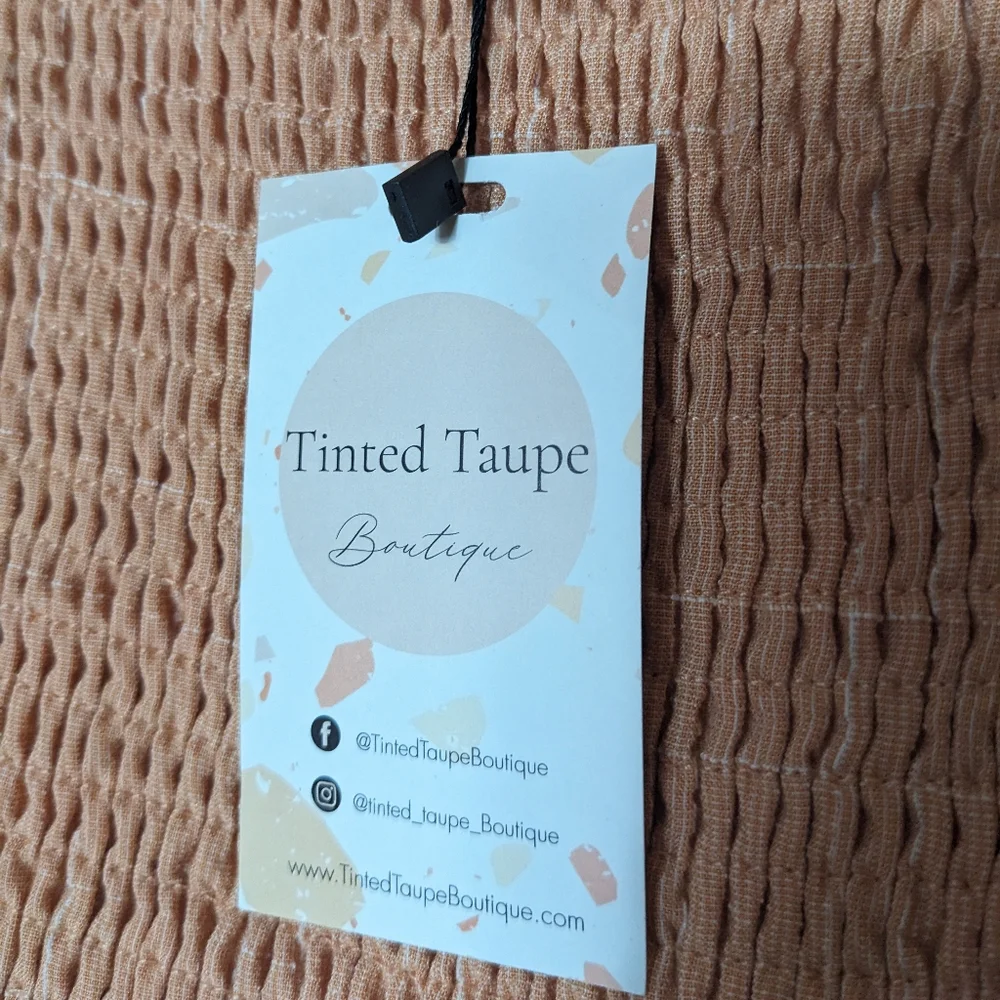 Tinted Taupe
Boutique
@TintedTaupeBoutique
@tinted_taupe_Boutique
www.TintedTaupeBoutique.com